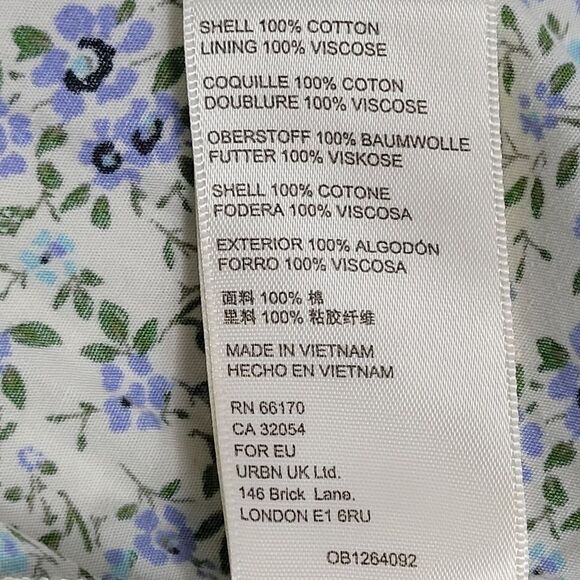 SHELL 100% COTTON
LINING 100% VISCOSE
COQUILLE 100% COTON
DOUBLURE 100% VISCOSE
OBERSTOFF 100% BAUMWOLLE
FUTTER 100% VISKOSE
SHELL 100% COTONE
FODERA 100% VISCOSA
EXTERIOR 100% ALGODÓN
FORRO 100% VISCOSA
面料 100% 棉
里料 100% 粘胶纤维
MADE IN VIETNAM
HECHO EN VIETNAM
RN 66170
CA 32054
FOR EU
URBN UK Ltd.
146 Brick Lane.
LONDON E1 6RU
OB1264092